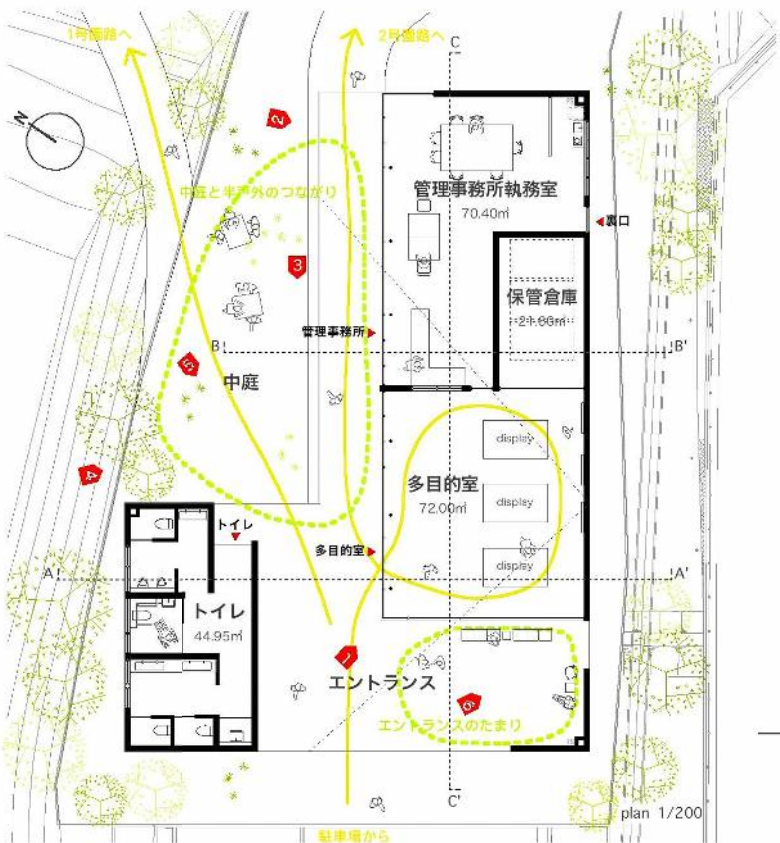 1号園路へ
2号園路へ
C
N
2
中庭と半戸外のつながり
管理事務所執務室
70.40㎡
裏口
3
保管倉庫
21.60㎡
管理事務所
B
B'
5
中庭
display
多目的室
display
72.00㎡
4
トイレ
多目的室
display
A
A'
トイレ
44.95㎡
1
エントランス
6
エントランスのたまり
C'
plan 1/200
駐車場から